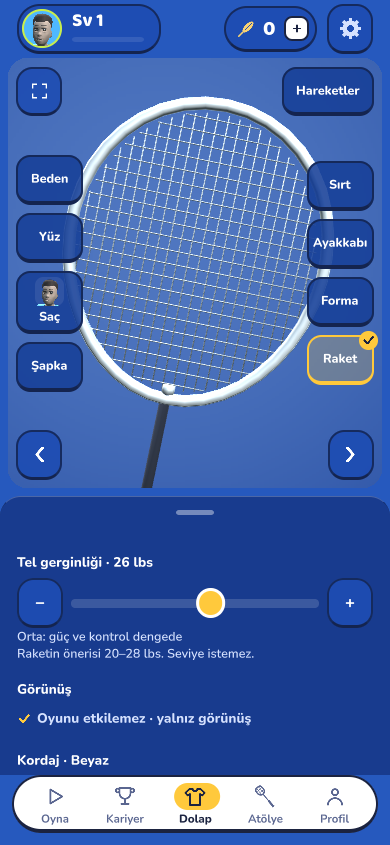 Sv 1
0
+
Hareketler
Beden
Sırt
Yüz
Ayakkabı
Saç
Forma
Şapka
Raket
Tel gerginliği · 26 lbs
−
+
Orta: güç ve kontrol dengede
Raketin önerisi 20–28 lbs. Seviye istemez.
Görünüş
Oyunu etkilemez · yalnız görünüş
Kordaj · Beyaz
Oyna
Kariyer
Dolap
Atölye
Profil